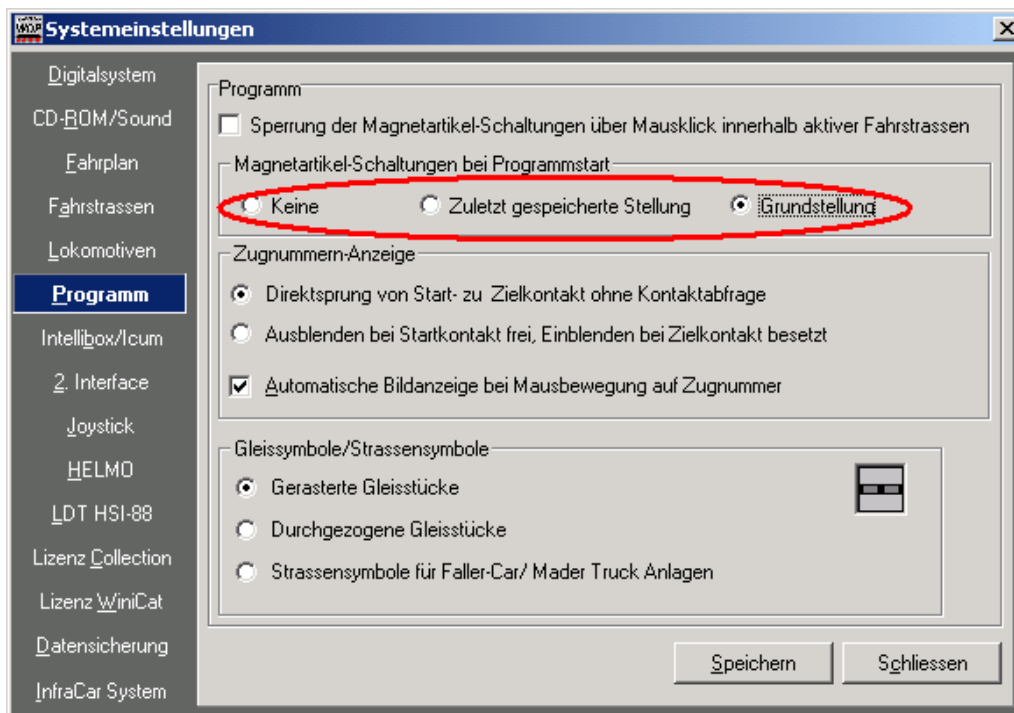 WDP Systemeinstellungen
Digitalsystem
CD-ROM/Sound
Fahrplan
Fahrstrassen
Lokomotiven
Programm
Intellibox/Icum
2. Interface
Joystick
HELMO
LDT HSI-88
Lizenz Collection
Lizenz WiniCat
Datensicherung
InfraCar System
Programm
Sperrung der Magnetartikel-Schaltungen über Mausklick innerhalb aktiver Fahrstrassen
Magnetartikel-Schaltungen bei Programmstart
Keine Zuletzt gespeicherte Stellung Grundstellung
Zugnummern-Anzeige
Direktsprung von Start- zu Zielkontakt ohne Kontaktabfrage
Ausblenden bei Startkontakt frei, Einblenden bei Zielkontakt besetzt
Automatische Bildanzeige bei Mausbewegung auf Zugnummer
Gleissymbole/Strassensymbole
Gerasterte Gleisstücke
Durchgezogene Gleisstücke
Strassensymbole für Faller-Car/ Mader Truck Anlagen
Speichern Schliessen